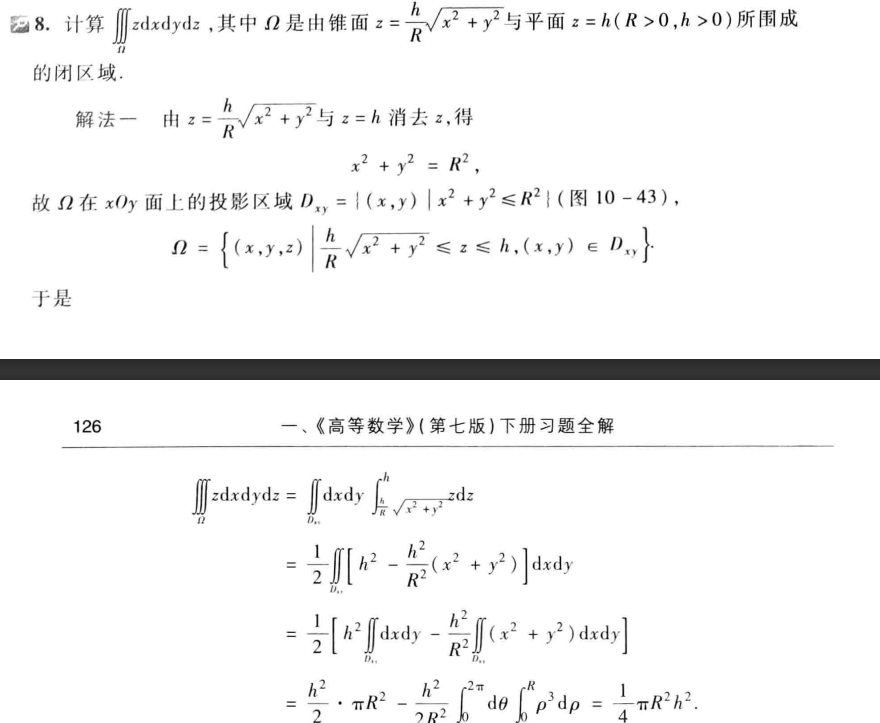 8. 计算 $\iiint\limits_{\Omega} z\mathrm{d}x\mathrm{d}y\mathrm{d}z$ ,其中 Ω 是由锥面 $z = \frac{h}{R}\sqrt{x^2 + y^2}$ 与平面 z = h( R >0,h >0)所围成
的闭区域.
解法一 由 $z = \frac{h}{R}\sqrt{x^2 + y^2}$ 与 z = h 消去 z,得
$x^2 + y^2 = R^2$ ,
故 Ω 在 xOy 面上的投影区域 $D_{xy} = \{(x,y) | x^2 + y^2 \leqslant R^2\}$ (图 10 – 43),
$\Omega = \left\{(x,y,z) \middle| \frac{h}{R}\sqrt{x^2 + y^2} \leqslant z \leqslant h,(x,y) \in D_{xy}\right\}.$
于是
126 一、《高等数学》(第七版)下册习题全解
$\iiint\limits_{\Omega} z\mathrm{d}x\mathrm{d}y\mathrm{d}z = \iint\limits_{D_{xy}} \mathrm{d}x\mathrm{d}y \int_{\frac{h}{R}\sqrt{x^2+y^2}}^{h} z\mathrm{d}z$
$= \frac{1}{2}\iint\limits_{D_{xy}} \left[h^2 - \frac{h^2}{R^2}(x^2 + y^2)\right]\mathrm{d}x\mathrm{d}y$
$= \frac{1}{2}\left[h^2 \iint\limits_{D_{xy}} \mathrm{d}x\mathrm{d}y - \frac{h^2}{R^2}\iint\limits_{D_{xy}} (x^2 + y^2)\mathrm{d}x\mathrm{d}y\right]$
$= \frac{h^2}{2} \cdot \pi R^2 - \frac{h^2}{2R^2}\int_0^{2\pi} \mathrm{d}\theta \int_0^R \rho^3 \mathrm{d}\rho = \frac{1}{4}\pi R^2 h^2.$